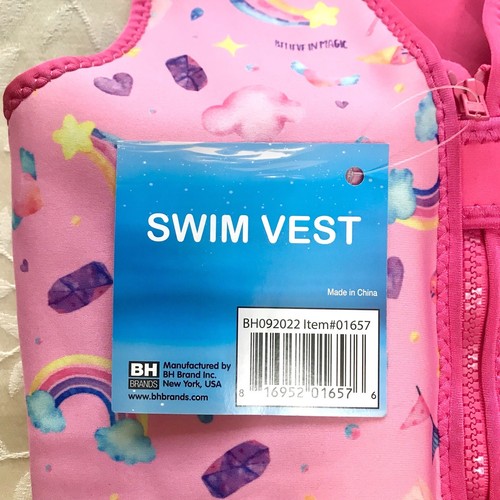 BELIEVE IN MAGIC
SWIM VEST
Made in China
BH092022 Item#01657
8 16952 01657 6
BH
BRANDS
Manufactured by
BH Brand Inc.
New York, USA
www.bhbrands.com